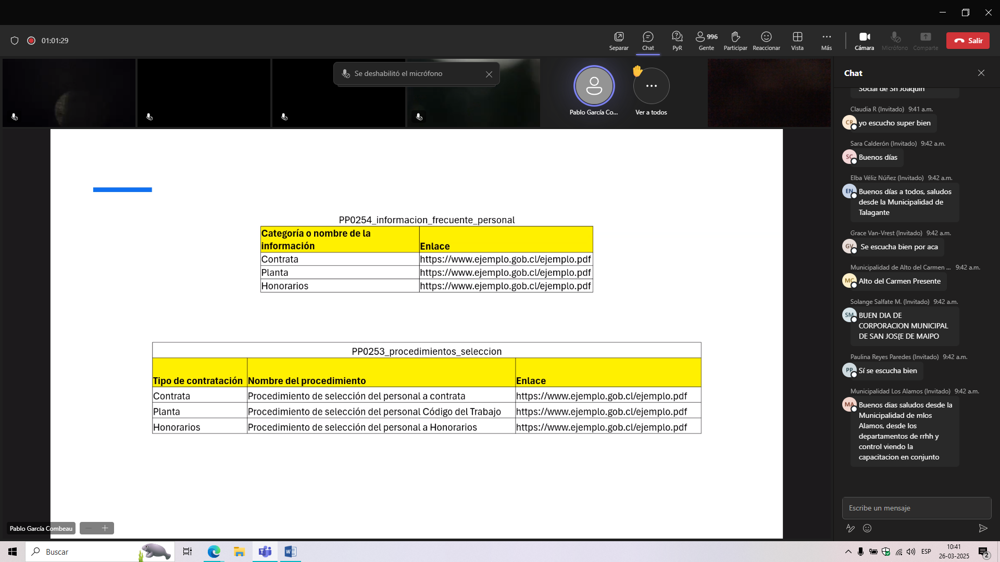 01:01:29
Separar
Chat
PyR
996
Gente
Participar
Reaccionar
Vista
Más
Cámara
Micrófono
Comparte
Salir
Se deshabilitó el micrófono
Pablo García Co...
Ver a todos
PP0254_informacion_frecuente_personal
Categoría o nombre de la
información
Enlace
Contrata https://www.ejemplo.gob.cl/ejemplo.pdf
Planta https://www.ejemplo.gob.cl/ejemplo.pdf
Honorarios https://www.ejemplo.gob.cl/ejemplo.pdf
PP0253_procedimientos_seleccion
Tipo de contratación Nombre del procedimiento Enlace
Contrata Procedimiento de selección del personal a contrata https://www.ejemplo.gob.cl/ejemplo.pdf
Planta Procedimiento de selección del personal Código del Trabajo https://www.ejemplo.gob.cl/ejemplo.pdf
Honorarios Procedimiento de selección del personal a Honorarios https://www.ejemplo.gob.cl/ejemplo.pdf
Pablo García Combeau
Chat
Social de Sn Joaquin
Claudia R (Invitado) 9:41 a.m.
CR
yo escucho super bien
Sara Calderón (Invitado) 9:42 a.m.
SC
Buenos días
Elba Véliz Núñez (Invitado) 9:42 a.m.
EN
Buenos días a todos, saludos
desde la Municipalidad de
Talagante
Grace Van-Vrest (Invitado) 9:42 a.m.
GV
Se escucha bien por aca
Municipalidad de Alto del Carmen ... 9:42 a.m.
MC
Alto del Carmen Presente
Solange Salfate M. (Invitado) 9:42 a.m.
SM
BUEN DIA DE
CORPORACION MUNICIPAL
DE SAN JOS{E DE MAIPO
Paulina Reyes Paredes (Invitado) 9:42 a.m.
PP
Sí se escucha bien
Municipalidad Los Alamos (Invitado) 9:42 a.m.
MA
Buenos dias saludos desde la
Municipalidad de mlos
Alamos, desde los
departamentos de rrhh y
control viendo la
capacitacion en conjunto
Escribe un mensaje
Buscar
ESP
10:41
26-03-2025
2